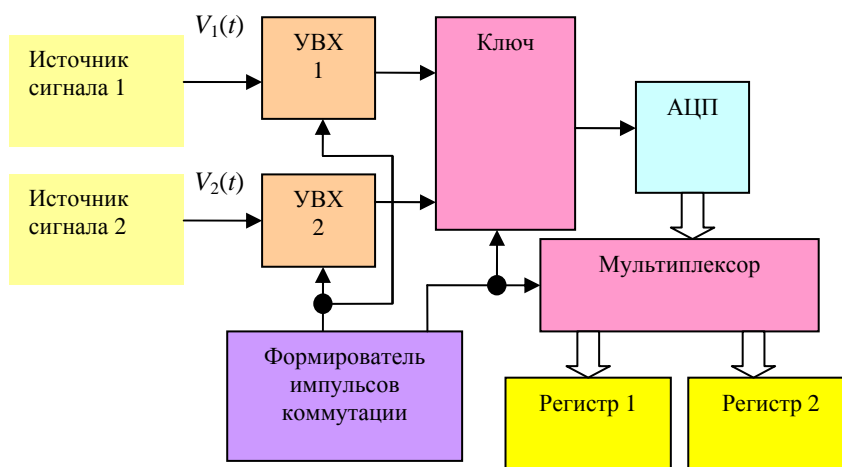 V₁(t)
Источник
сигнала 1
УВХ
1
Ключ
АЦП
V₂(t)
Источник
сигнала 2
УВХ
2
Мультиплексор
Формирователь
импульсов
коммутации
Регистр 1
Регистр 2